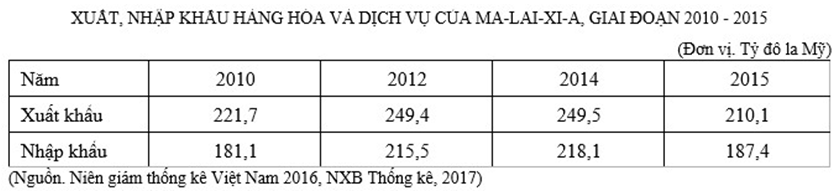 XUẤT, NHẬP KHẨU HÀNG HÓA VÀ DỊCH VỤ CỦA MA-LAI-XI-A, GIAI ĐOẠN 2010 - 2015
(Đơn vị. Tỷ đô la Mỹ)
Năm 2010 2012 2014 2015
Xuất khẩu 221,7 249,4 249,5 210,1
Nhập khẩu 181,1 215,5 218,1 187,4
(Nguồn. Niên giám thống kê Việt Nam 2016, NXB Thống kê, 2017)